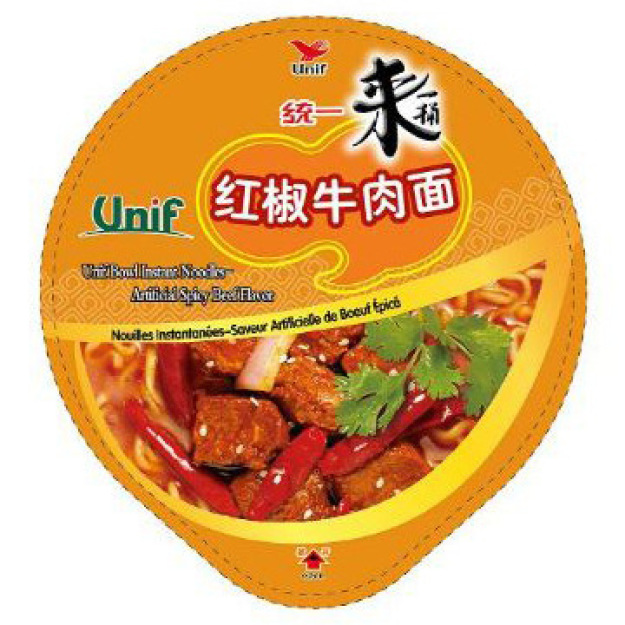 Unif
统一
来一桶
红椒牛肉面
Unif
Unif Bowl Instant Noodles-
Artificial Spicy Beef Flavor
Nouilles Instantanées-Saveur Artificielle de Boeuf Épicé